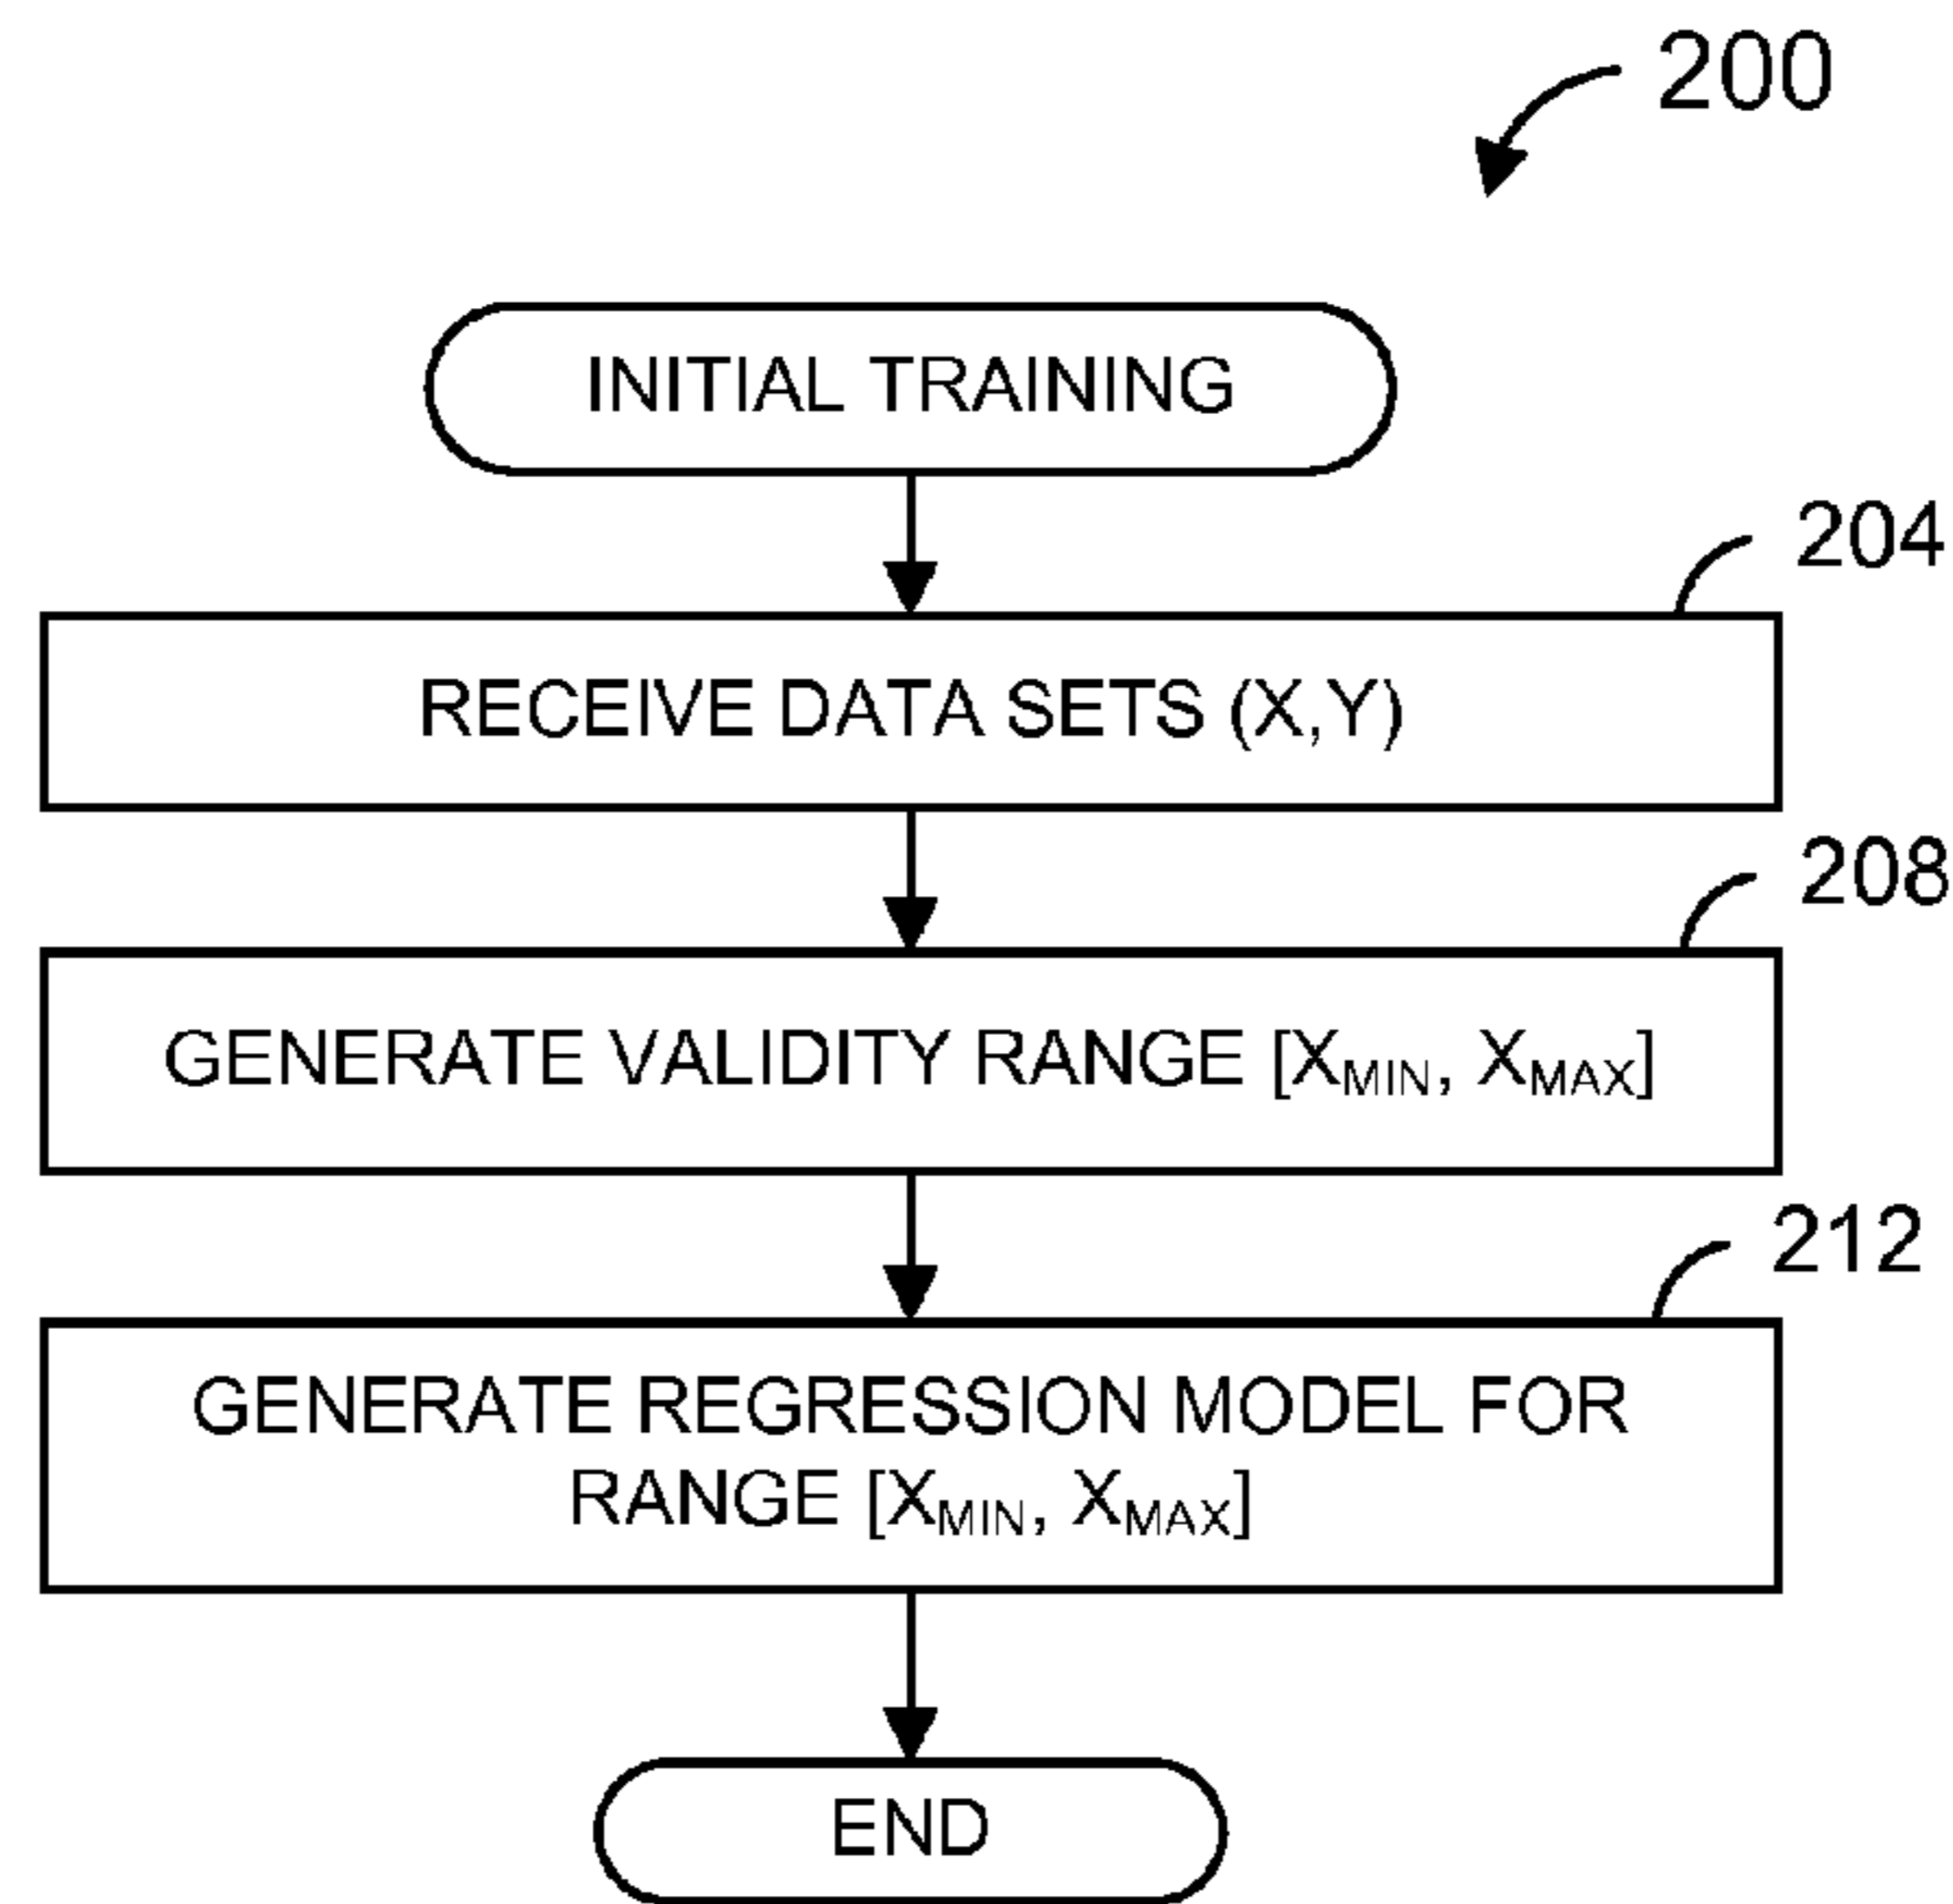 200
INITIAL TRAINING
204
RECEIVE DATA SETS (X,Y)
208
GENERATE VALIDITY RANGE [XMIN, XMAX]
212
GENERATE REGRESSION MODEL FOR
RANGE [XMIN, XMAX]
END